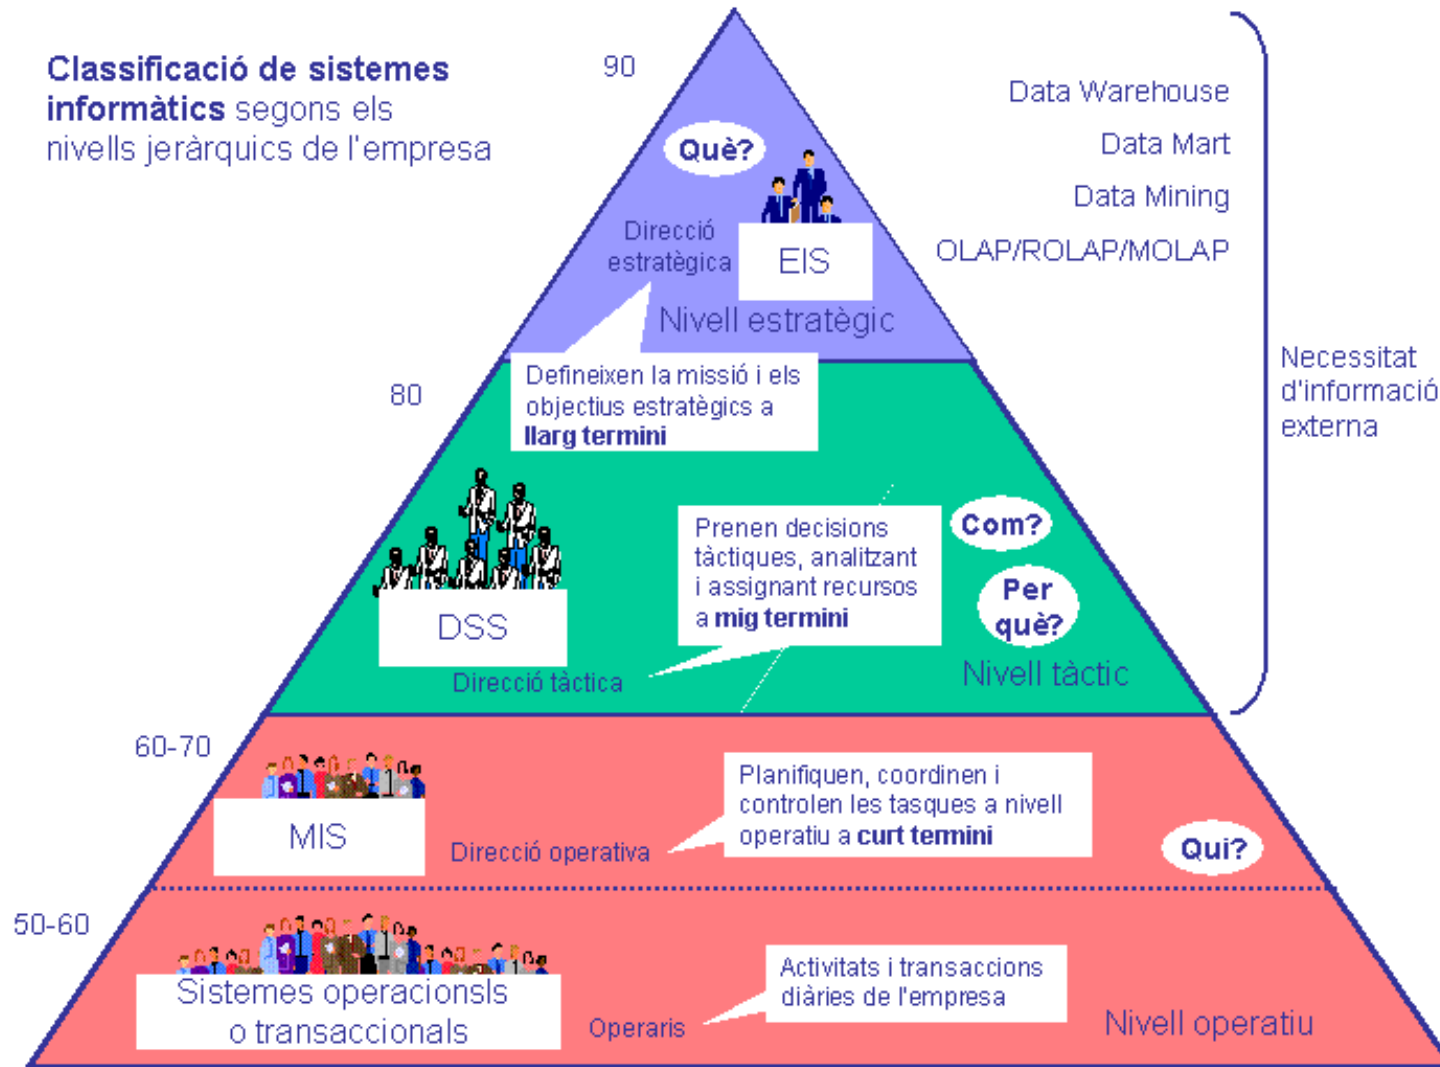 Classificació de sistemes
informàtics segons els
nivells jeràrquics de l'empresa
90
Què?
Direcció
estratègica
EIS
Nivell estratègic
Data Warehouse
Data Mart
Data Mining
OLAP/ROLAP/MOLAP
Necessitat
d'informació
externa
80
Defineixen la missió i els
objectius estratègics a
llarg termini
DSS
Direcció tàctica
Prenen decisions
tàctiques, analitzant
i assignant recursos
a mig termini
Com?
Per
què?
Nivell tàctic
60-70
MIS
Direcció operativa
Planifiquen, coordinen i
controlen les tasques a nivell
operatiu a curt termini
Qui?
50-60
Sistemes operacionsls
o transaccionals
Operaris
Activitats i transaccions
diàries de l'empresa
Nivell operatiu